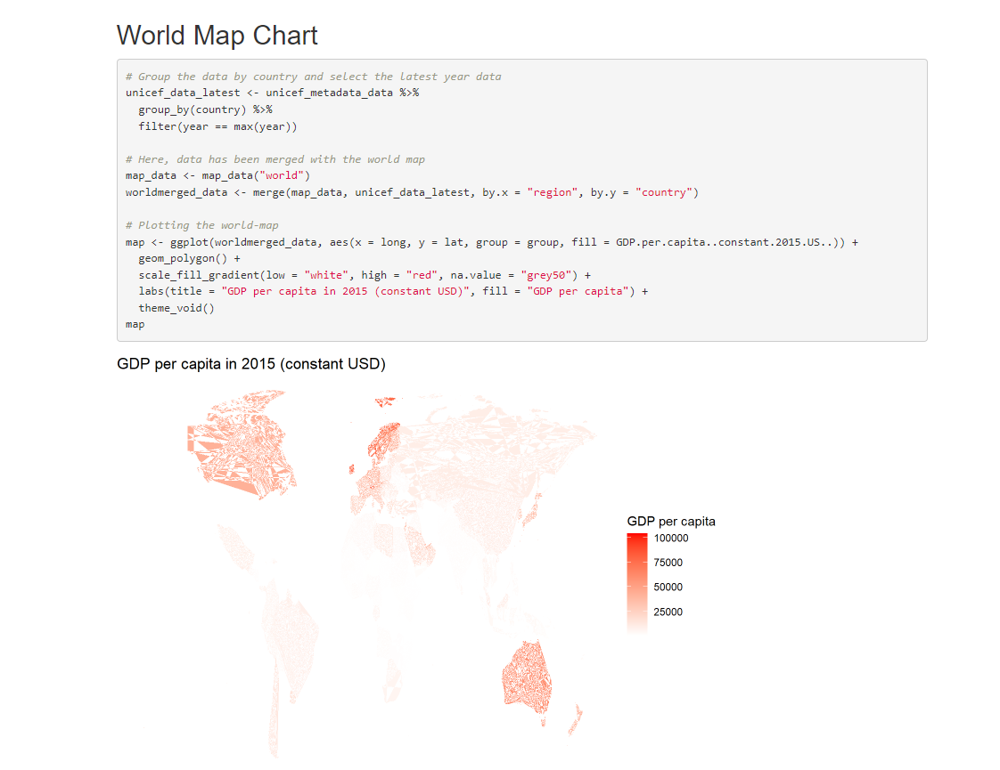 World Map Chart
# Group the data by country and select the latest year data
unicef_data_latest <- unicef_metadata_data %>%
  group_by(country) %>%
  filter(year == max(year))
# Here, data has been merged with the world map
map_data <- map_data("world")
worldmerged_data <- merge(map_data, unicef_data_latest, by.x = "region", by.y = "country")
# Plotting the world-map
map <- ggplot(worldmerged_data, aes(x = long, y = lat, group = group, fill = GDP.per.capita..constant.2015.US..)) +
  geom_polygon() +
  scale_fill_gradient(low = "white", high = "red", na.value = "grey50") +
  labs(title = "GDP per capita in 2015 (constant USD)", fill = "GDP per capita") +
  theme_void()
map
GDP per capita in 2015 (constant USD)
GDP per capita
100000
75000
50000
25000